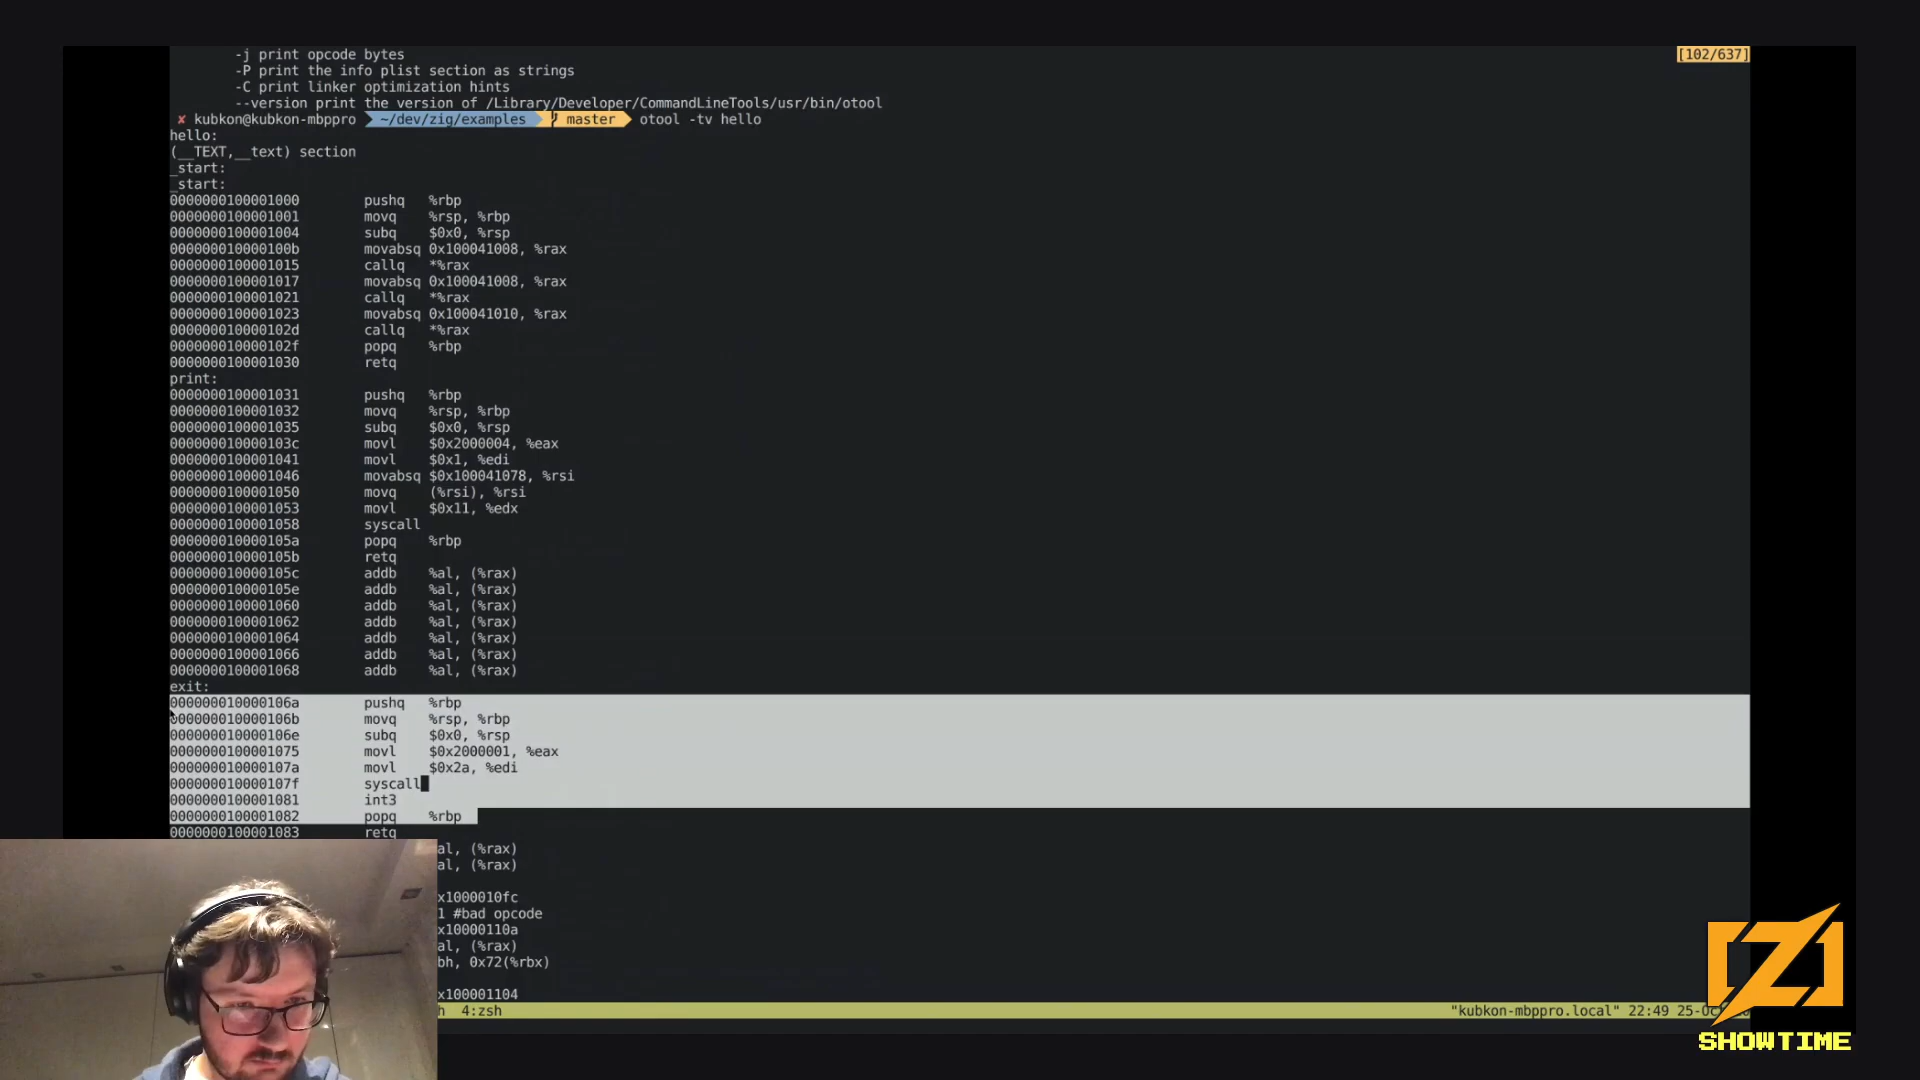 -j print opcode bytes
[102/637]
-P print the info plist section as strings
-C print linker optimization hints
--version print the version of /Library/Developer/CommandLineTools/usr/bin/otool
✘ kubkon@kubkon-mbppro ~/dev/zig/examples master otool -tv hello
hello:
(__TEXT,__text) section
_start:
_start:
0000000100001000 pushq %rbp
0000000100001001 movq %rsp, %rbp
0000000100001004 subq $0x0, %rsp
000000010000100b movabsq 0x100041008, %rax
0000000100001015 callq *%rax
0000000100001017 movabsq 0x100041008, %rax
0000000100001021 callq *%rax
0000000100001023 movabsq 0x100041010, %rax
000000010000102d callq *%rax
000000010000102f popq %rbp
0000000100001030 retq
print:
0000000100001031 pushq %rbp
0000000100001032 movq %rsp, %rbp
0000000100001035 subq $0x0, %rsp
000000010000103c movl $0x2000004, %eax
0000000100001041 movl $0x1, %edi
0000000100001046 movabsq $0x100041078, %rsi
0000000100001050 movq (%rsi), %rsi
0000000100001053 movl $0x11, %edx
0000000100001058 syscall
000000010000105a popq %rbp
000000010000105b retq
000000010000105c addb %al, (%rax)
000000010000105e addb %al, (%rax)
0000000100001060 addb %al, (%rax)
0000000100001062 addb %al, (%rax)
0000000100001064 addb %al, (%rax)
0000000100001066 addb %al, (%rax)
0000000100001068 addb %al, (%rax)
exit:
000000010000106a pushq %rbp
000000010000106b movq %rsp, %rbp
000000010000106e subq $0x0, %rsp
0000000100001075 movl $0x2000001, %eax
000000010000107a movl $0x2a, %edi
000000010000107f syscall
0000000100001081 int3
0000000100001082 popq %rbp
0000000100001083 retq
al, (%rax)
al, (%rax)
x1000010fc
1 #bad opcode
x10000110a
al, (%rax)
bh, 0x72(%rbx)
x100001104
h 4:zsh
"kubkon-mbppro.local" 22:49
SHOWTIME